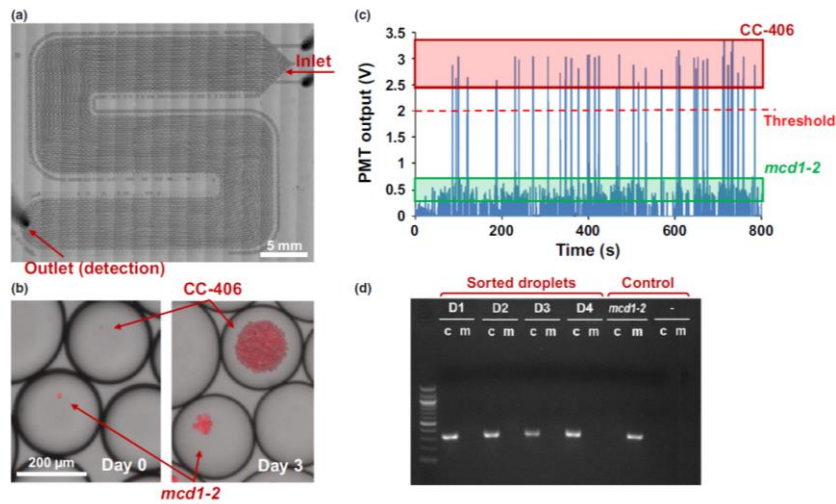 (a)
Inlet
Outlet (detection)
5 mm
(b)
CC-406
200 µm
Day 0
Day 3
mcd1-2
(c)
CC-406
PMT output (V)
3.5
3
2.5
2
1.5
1
0.5
0
Threshold
mcd1-2
0 200 400 600 800
Time (s)
(d)
Sorted droplets Control
D1 D2 D3 D4 mcd1-2 -
c m c m c m c m c m c m